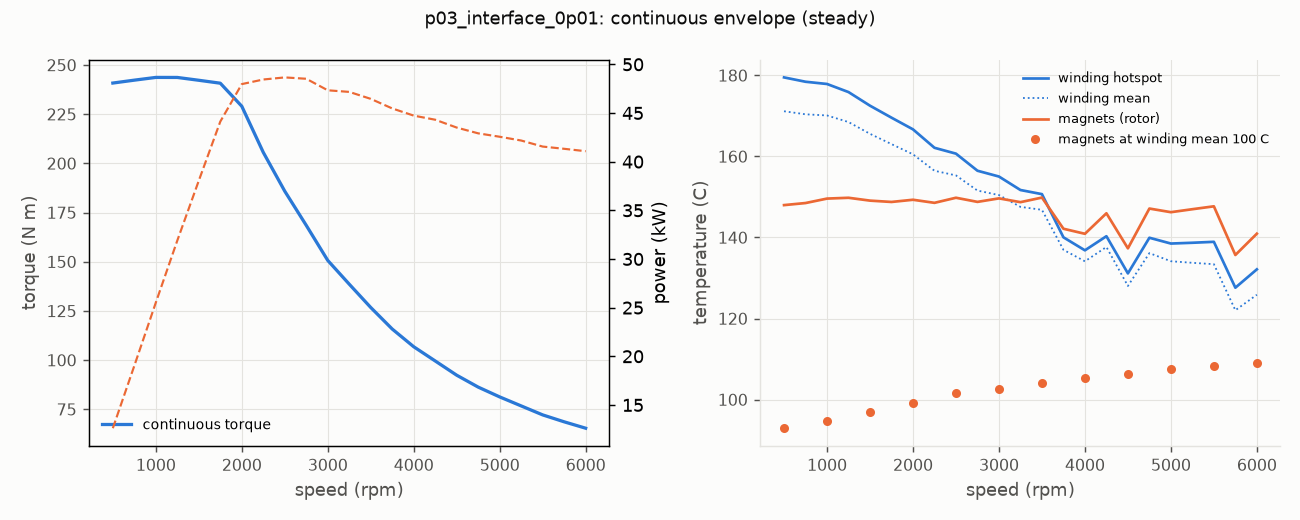 p03_interface_0p01: continuous envelope (steady)
torque (N m)
250
225
200
175
150
125
100
75
continuous torque
1000 2000 3000 4000 5000 6000
speed (rpm)
50
45
40
35
30
25
20
15
power (kW)
temperature (C)
180
160
140
120
100
winding hotspot
winding mean
magnets (rotor)
magnets at winding mean 100 C
1000 2000 3000 4000 5000 6000
speed (rpm)